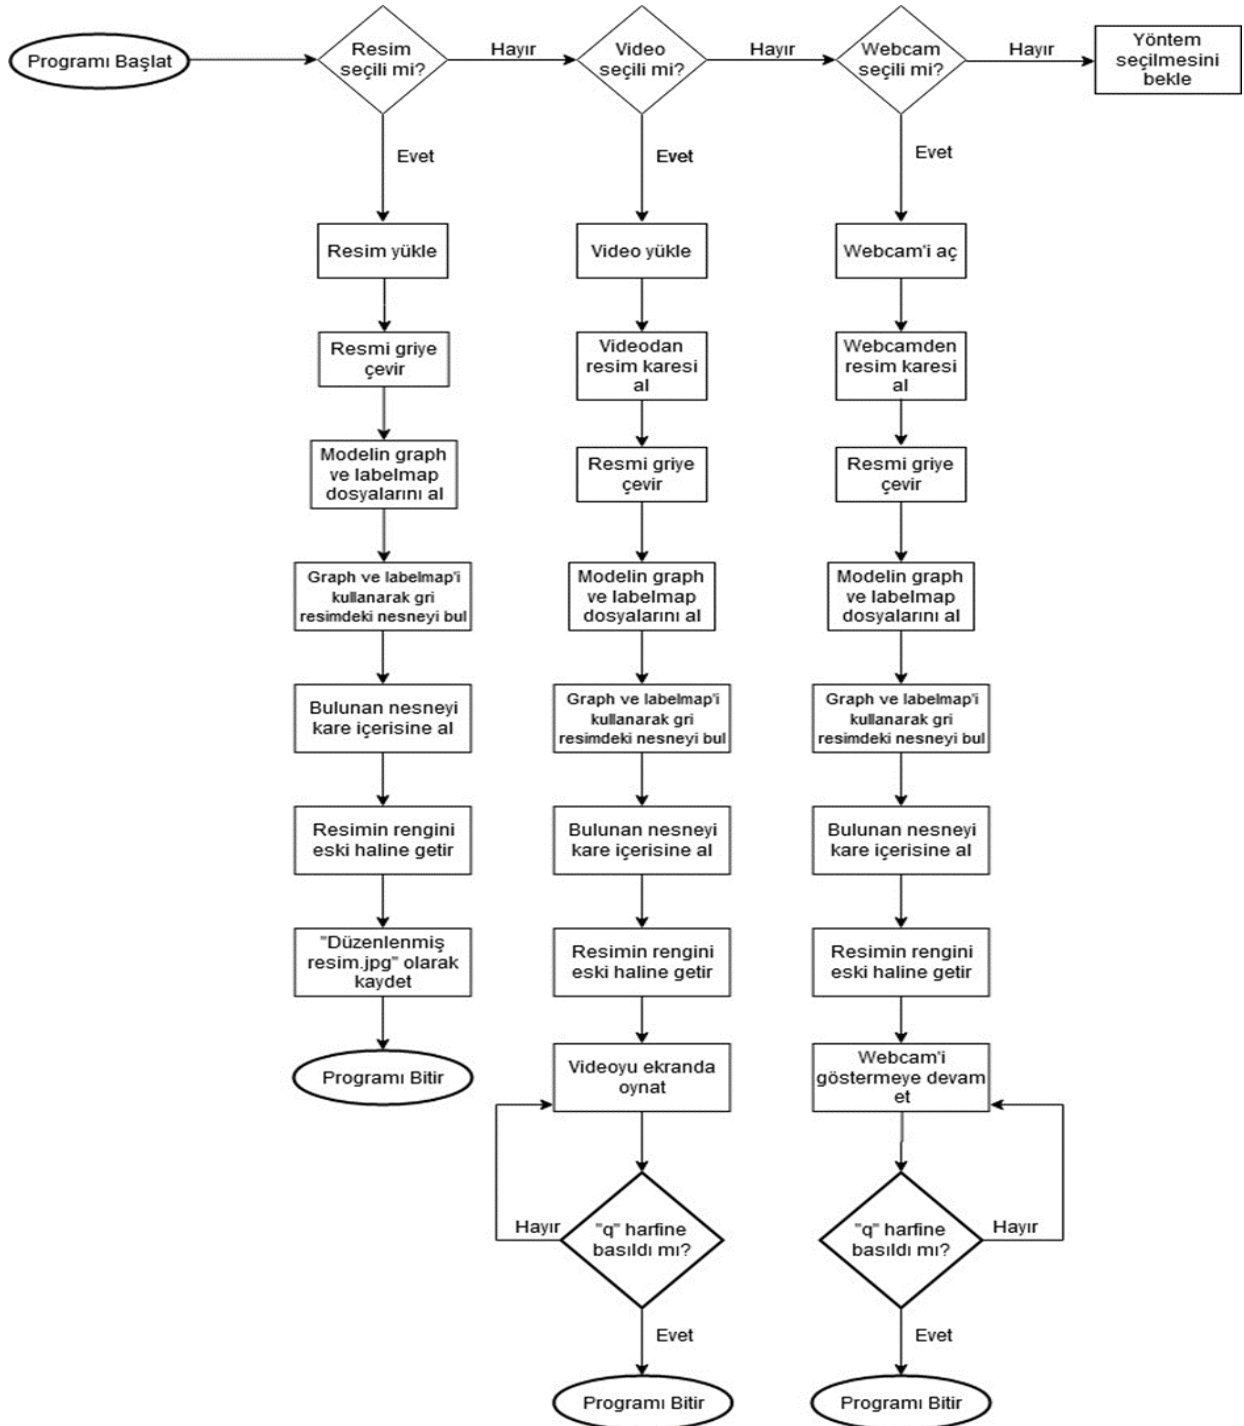 Programı Başlat
Resim
seçili mi?
Hayır
Video
seçili mi?
Hayır
Webcam
seçili mi?
Hayır
Yöntem
seçilmesini
bekle
Evet
Resim yükle
Resmi griye
çevir
Modelin graph
ve labelmap
dosyalarını al
Graph ve labelmap'i
kullanarak gri
resimdeki nesneyi bul
Bulunan nesneyi
kare içerisine al
Resimin rengini
eski haline getir
"Düzenlenmiş
resim.jpg" olarak
kaydet
Programı Bitir
Evet
Video yükle
Videodan
resim karesi
al
Resmi griye
çevir
Modelin graph
ve labelmap
dosyalarını al
Graph ve labelmap'i
kullanarak gri
resimdeki nesneyi bul
Bulunan nesneyi
kare içerisine al
Resimin rengini
eski haline getir
Videoyu ekranda
oynat
Hayır
"q" harfine
basıldı mı?
Evet
Programı Bitir
Evet
Webcam'i aç
Webcamden
resim karesi
al
Resmi griye
çevir
Modelin graph
ve labelmap
dosyalarını al
Graph ve labelmap'i
kullanarak gri
resimdeki nesneyi bul
Bulunan nesneyi
kare içerisine al
Resimin rengini
eski haline getir
Webcam'i
göstermeye devam
et
"q" harfine
basıldı mı?
Hayır
Evet
Programı Bitir